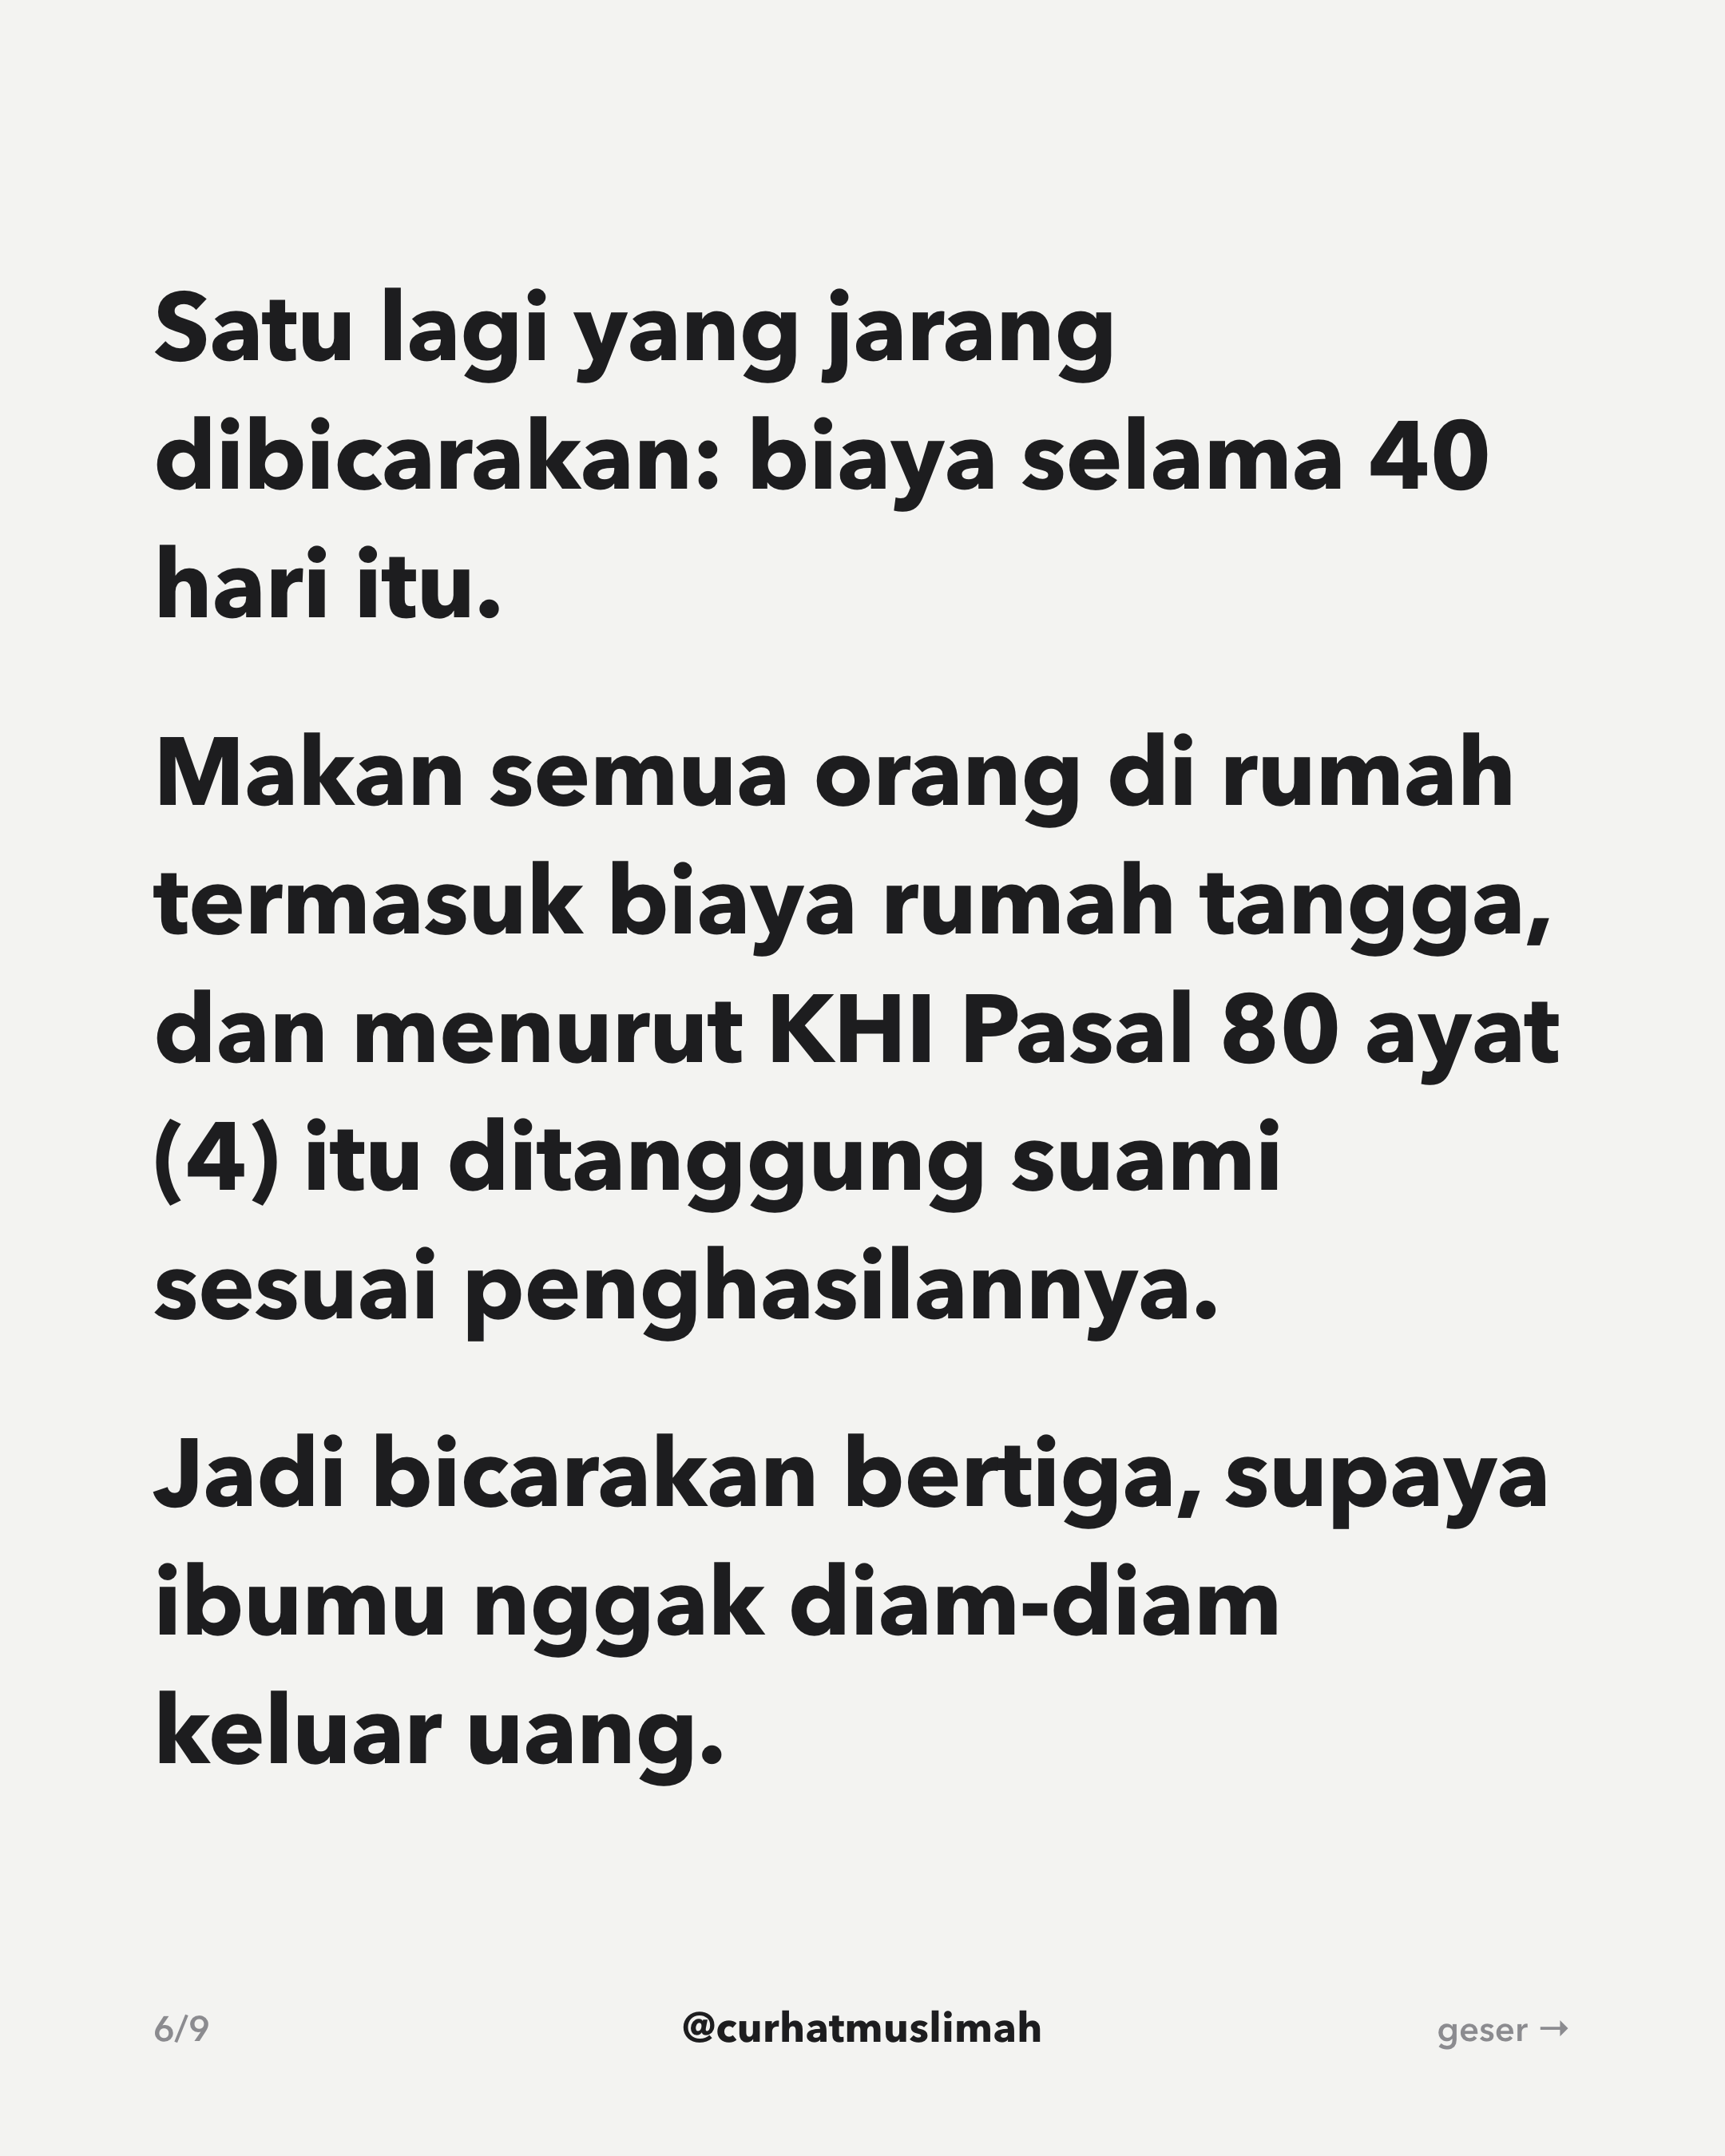 Satu lagi yang jarang
dibicarakan: biaya selama 40
hari itu.
Makan semua orang di rumah
termasuk biaya rumah tangga,
dan menurut KHI Pasal 80 ayat
(4) itu ditanggung suami
sesuai penghasilannya.
Jadi bicarakan bertiga, supaya
ibumu nggak diam-diam
keluar uang.
6/9
@curhatmuslimah
geser →